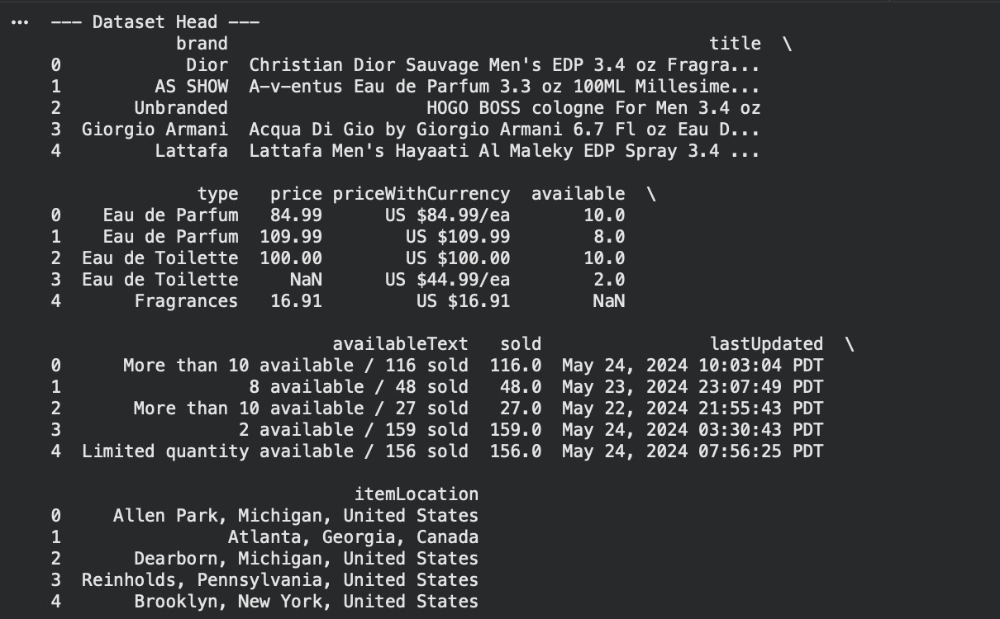 --- Dataset Head ---
brand title \
0 Dior Christian Dior Sauvage Men's EDP 3.4 oz Fragra...
1 AS SHOW A-v-entus Eau de Parfum 3.3 oz 100ML Millesime...
2 Unbranded HOGO BOSS cologne For Men 3.4 oz
3 Giorgio Armani Acqua Di Gio by Giorgio Armani 6.7 Fl oz Eau D...
4 Lattafa Lattafa Men's Hayaati Al Maleky EDP Spray 3.4 ...
type price priceWithCurrency available \
0 Eau de Parfum 84.99 US $84.99/ea 10.0
1 Eau de Parfum 109.99 US $109.99 8.0
2 Eau de Toilette 100.00 US $100.00 10.0
3 Eau de Toilette NaN US $44.99/ea 2.0
4 Fragrances 16.91 US $16.91 NaN
availableText sold lastUpdated \
0 More than 10 available / 116 sold 116.0 May 24, 2024 10:03:04 PDT
1 8 available / 48 sold 48.0 May 23, 2024 23:07:49 PDT
2 More than 10 available / 27 sold 27.0 May 22, 2024 21:55:43 PDT
3 2 available / 159 sold 159.0 May 24, 2024 03:30:43 PDT
4 Limited quantity available / 156 sold 156.0 May 24, 2024 07:56:25 PDT
itemLocation
0 Allen Park, Michigan, United States
1 Atlanta, Georgia, Canada
2 Dearborn, Michigan, United States
3 Reinholds, Pennsylvania, United States
4 Brooklyn, New York, United States